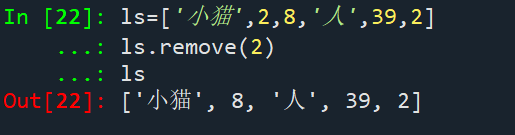 In [22]: ls=['小猫',2,8,'人',39,2]
...: ls.remove(2)
...: ls
Out[22]: ['小猫', 8, '人', 39, 2]